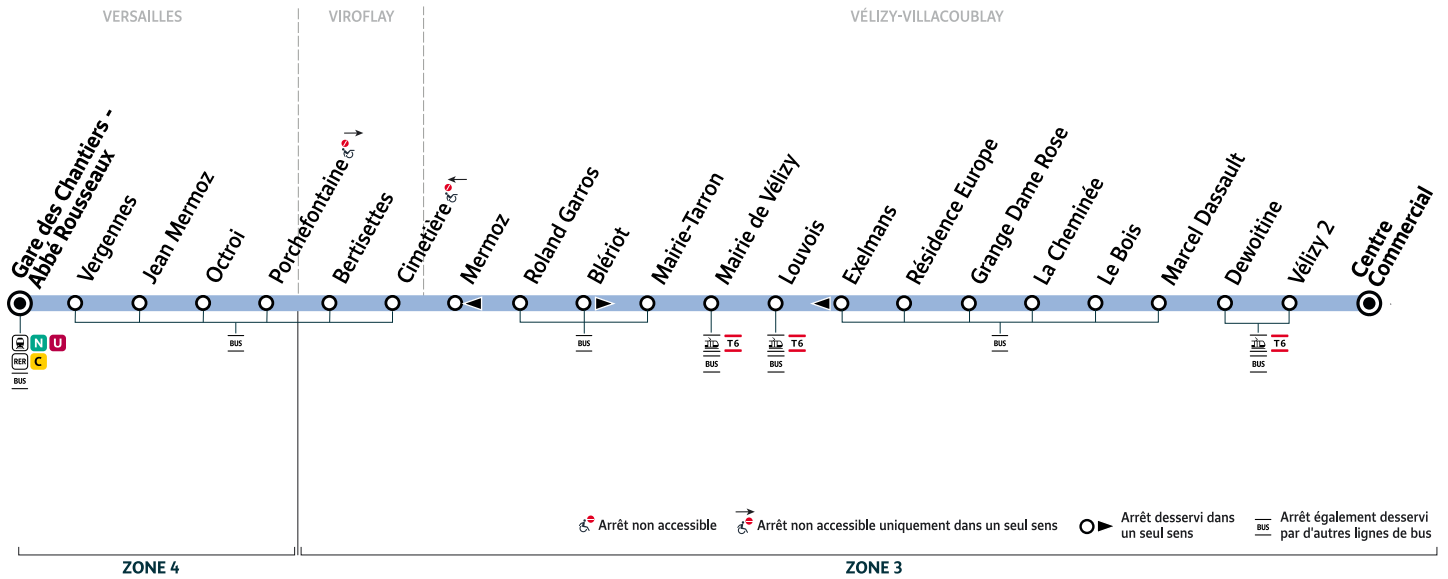 VERSAILLES
VIROFLAY
VÉLIZY-VILLACOUBLAY
Gare des Chantiers -
Abbé Rousseaux
Vergennes
Jean Mermoz
Octroi
Porchefontaine
Bertisettes
Cimetière
Mermoz
Roland Garros
Blériot
Mairie-Tarron
Mairie de Vélizy
Louvois
Exelmans
Résidence Europe
Grange Dame Rose
La Cheminée
Le Bois
Marcel Dassault
Dewoitine
Vélizy 2
Centre
Commercial
N U
RER C
BUS
BUS
BUS
T6
BUS
T6
BUS
BUS
T6
BUS
Arrêt non accessible
Arrêt non accessible uniquement dans un seul sens
Arrêt desservi dans
un seul sens
BUS
Arrêt également desservi
par d'autres lignes de bus
ZONE 4
ZONE 3